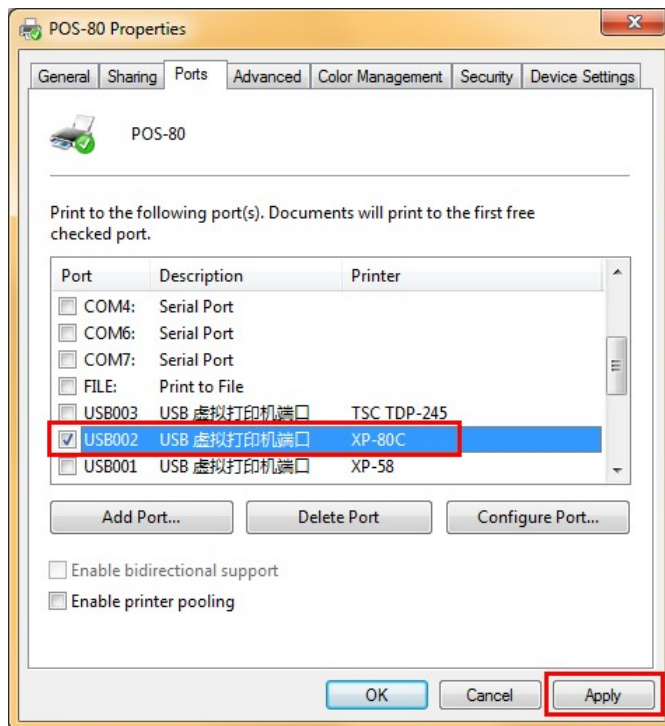 POS-80 Properties
General Sharing Ports Advanced Color Management Security Device Settings
POS-80
Print to the following port(s). Documents will print to the first free
checked port.
Port Description Printer
COM4: Serial Port
COM6: Serial Port
COM7: Serial Port
FILE: Print to File
USB003 USB 虚拟打印机端口 TSC TDP-245
USB002 USB 虚拟打印机端口 XP-80C
USB001 USB 虚拟打印机端口 XP-58
Add Port... Delete Port Configure Port...
Enable bidirectional support
Enable printer pooling
OK Cancel Apply